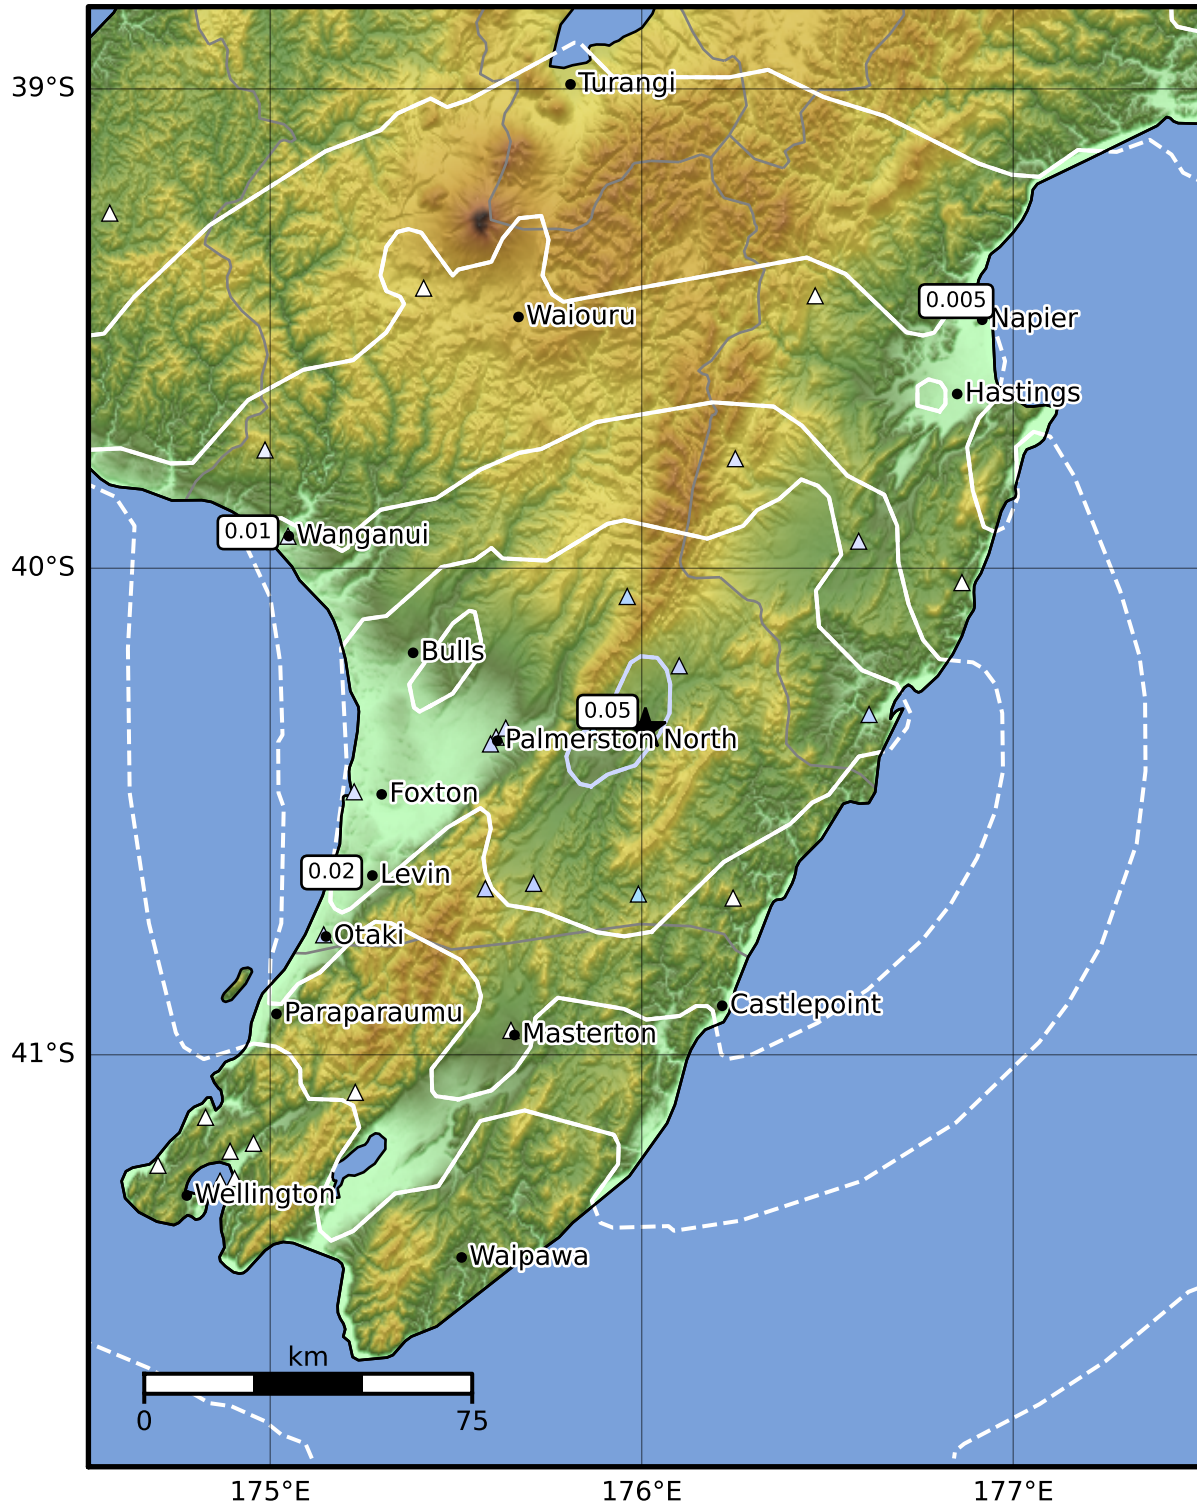 39°S
Turangi
Waiouru
0.005
Napier
Hastings
0.01
Wanganui
40°S
Bulls
0.05
Palmerston North
Foxton
0.02
Levin
Otaki
Castlepoint
Paraparaumu
Masterton
41°S
Wellington
Waipawa
km
0
75
175°E
176°E
177°E